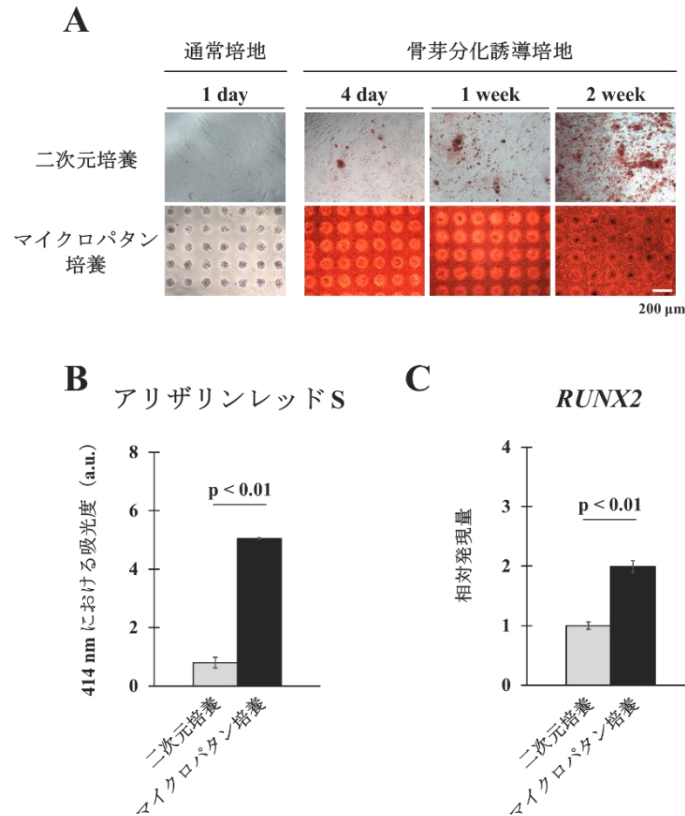 A
通常培地
骨芽分化誘導培地
1 day
4 day
1 week
2 week
二次元培養
マイクロパタン
培養
200 μm
B
アリザリンレッド S
414 nm における吸光度 (a.u.)
8
6
4
2
0
p < 0.01
二次元培養
マイクロパタン培養
C
RUNX2
相対発現量
4
3
2
1
0
p < 0.01
二次元培養
マイクロパタン培養